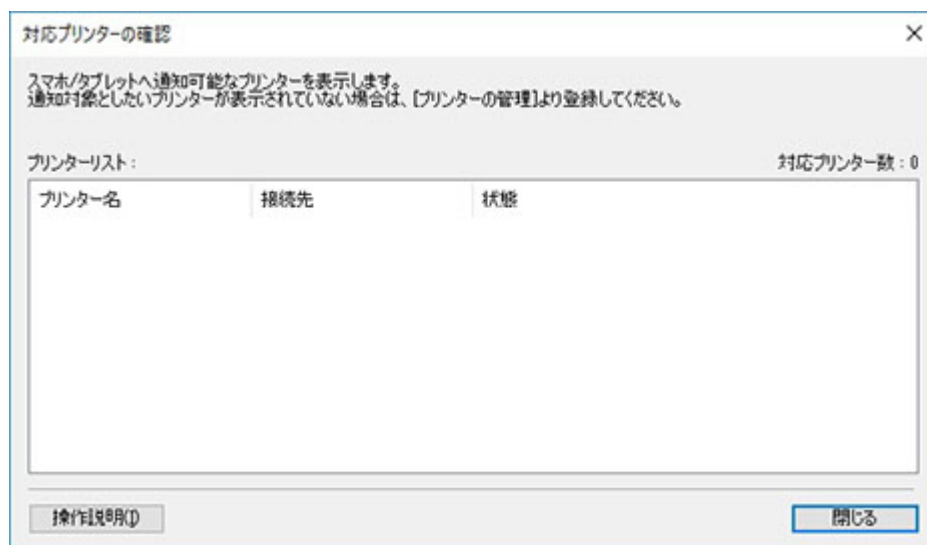 対応プリンターの確認
スマホ/タブレットへ通知可能なプリンターを表示します。
通知対象としたいプリンターが表示されていない場合は、[プリンターの管理]より登録してください。
プリンターリスト： 対応プリンター数：0
プリンター名 接続先 状態
操作説明(I) 閉じる